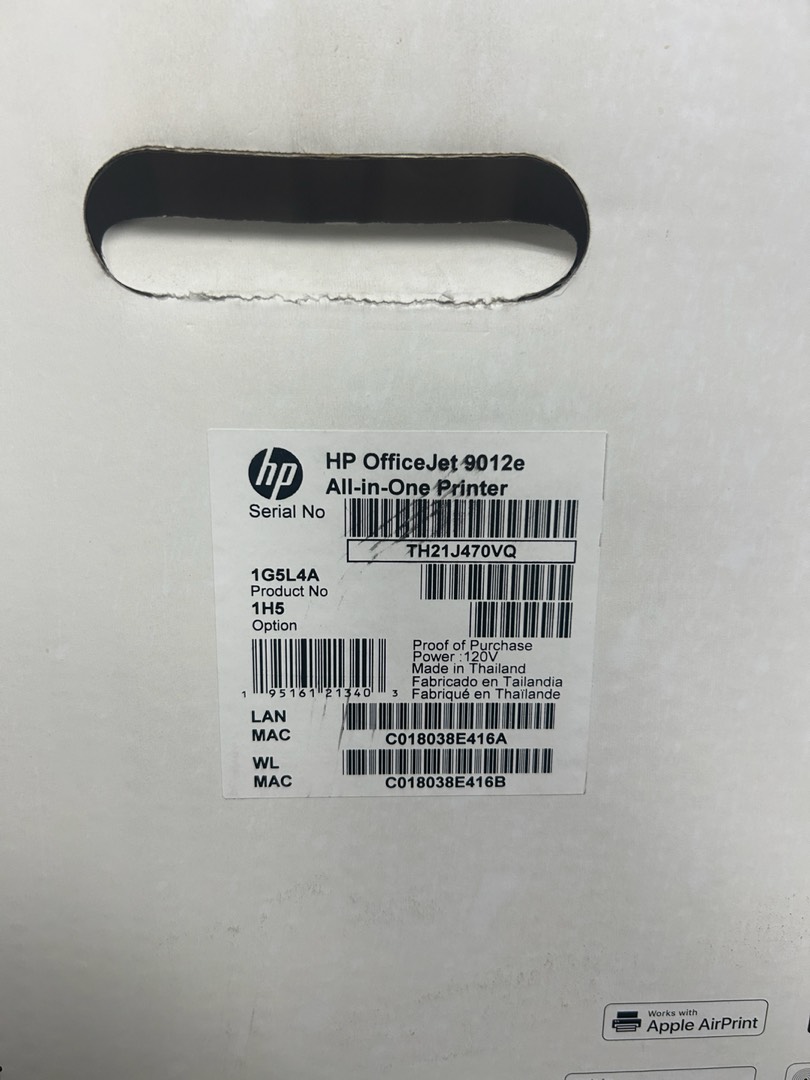 hp
HP OfficeJet 9012e
All-in-One Printer
Serial No
TH21J470VQ
1G5L4A
Product No
1H5
Option
Proof of Purchase
Power :120V
Made in Thailand
Fabricado en Tailandia
Fabriqué en Thaïlande
1 95161 21340 3
LAN
MAC
C018038E416A
WL
MAC
C018038E416B
Works with
Apple AirPrint